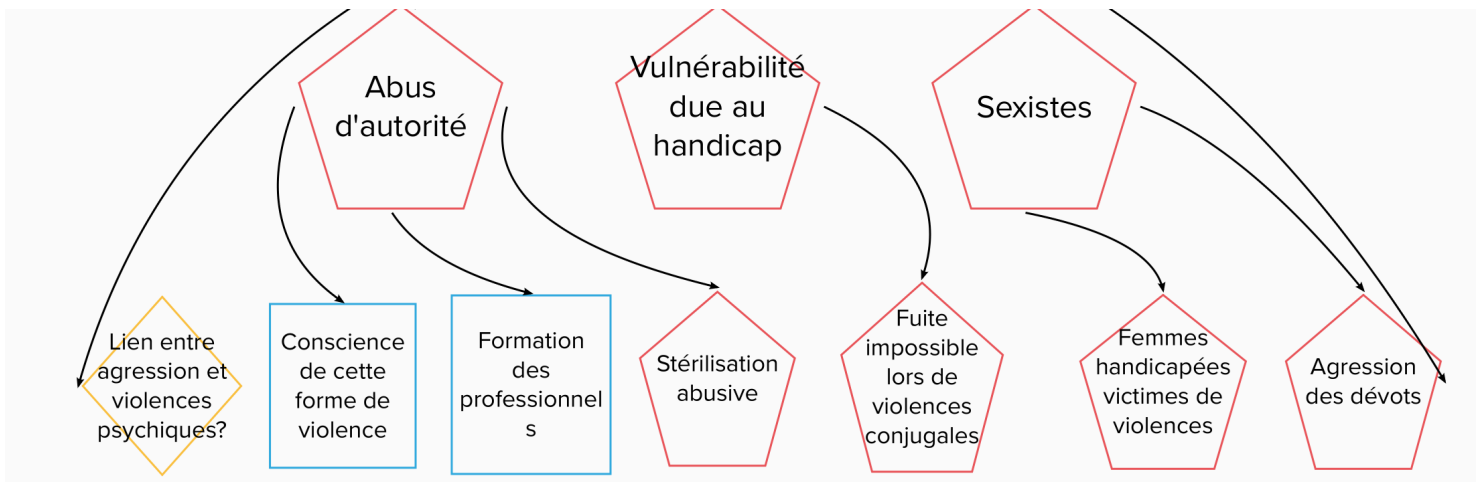 Abus
d'autorité
Vulnérabilité
due au
handicap
Sexistes
Lien entre
agression et
violences
psychiques?
Conscience
de cette
forme de
violence
Formation
des
professionnel
s
Stérilisation
abusive
Fuite
impossible
lors de
violences
conjugales
Femmes
handicapées
victimes de
violences
Agression
des dévots